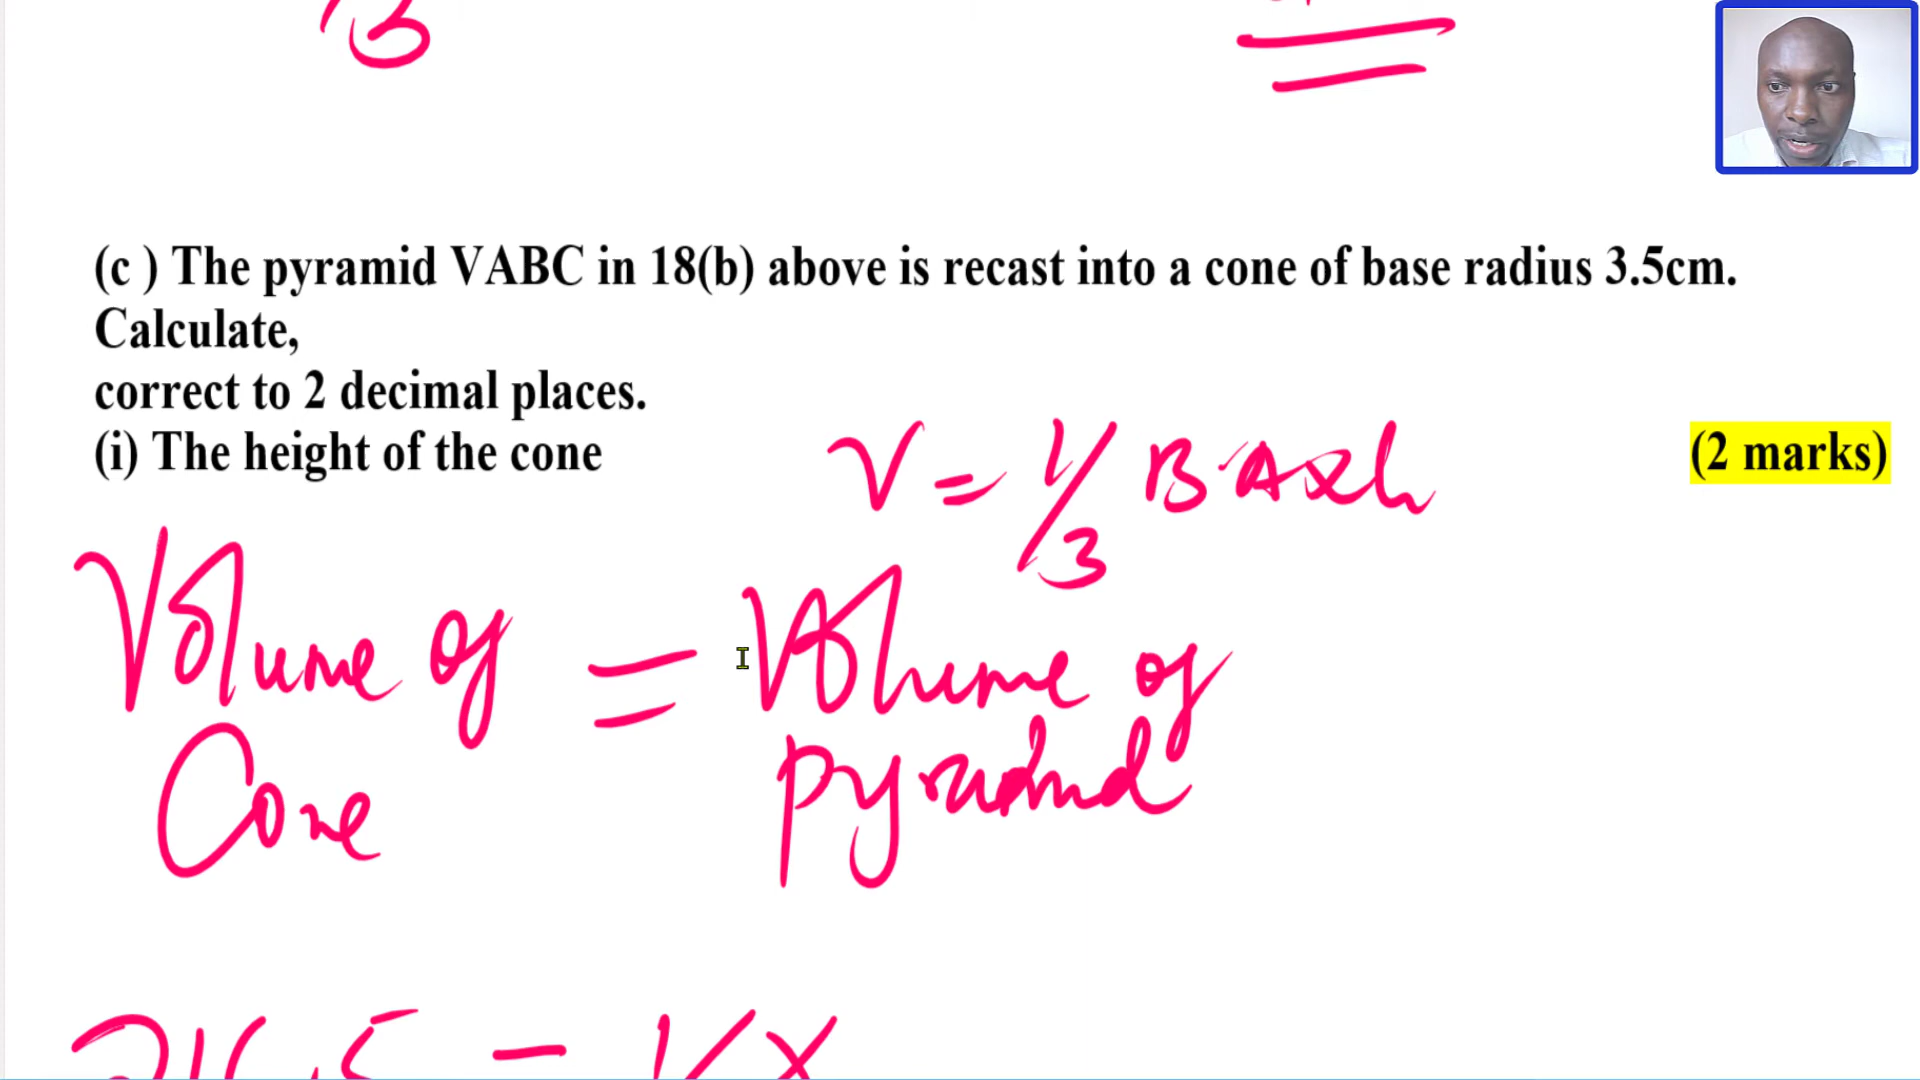 B
(c ) The pyramid VABC in 18(b) above is recast into a cone of base radius 3.5cm.
Calculate,
correct to 2 decimal places.
(i) The height of the cone
(2 marks)
V = 1/3 B.A x h
Volume of = Volume of
Cone pyramid